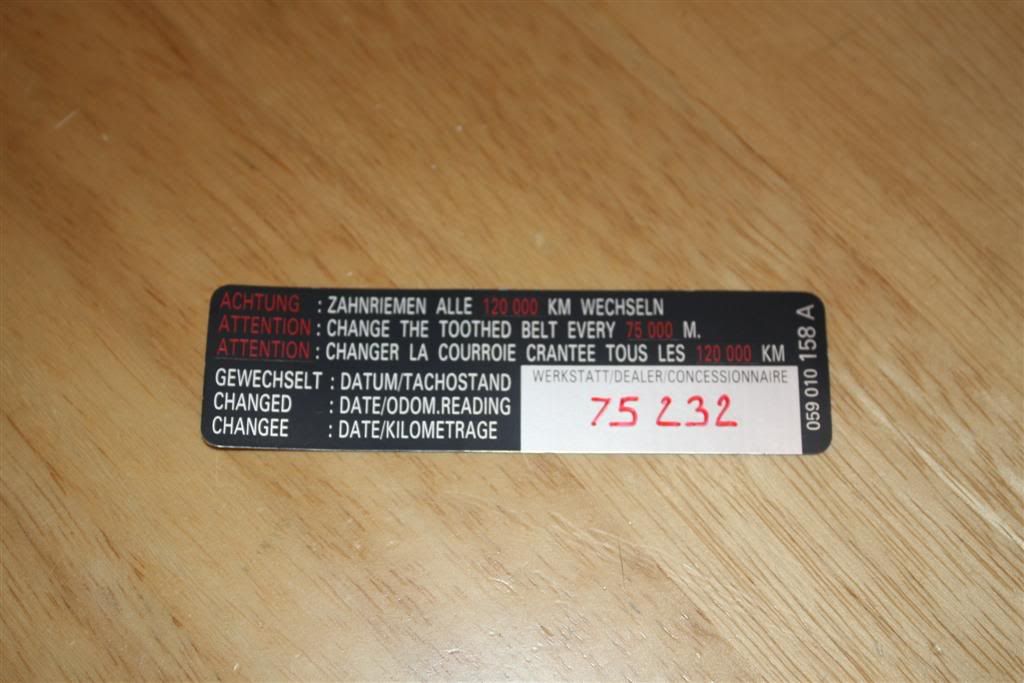 ACHTUNG : ZAHNRIEMEN ALLE 120 000 KM WECHSELN
ATTENTION : CHANGE THE TOOTHED BELT EVERY 75 000 M.
ATTENTION : CHANGER LA COURROIE CRANTEE TOUS LES 120 000 KM
GEWECHSELT : DATUM/TACHOSTAND
CHANGED : DATE/ODOM.READING
CHANGEE : DATE/KILOMETRAGE
WERKSTATT/DEALER/CONCESSIONNAIRE
75 232
059 010 158 A